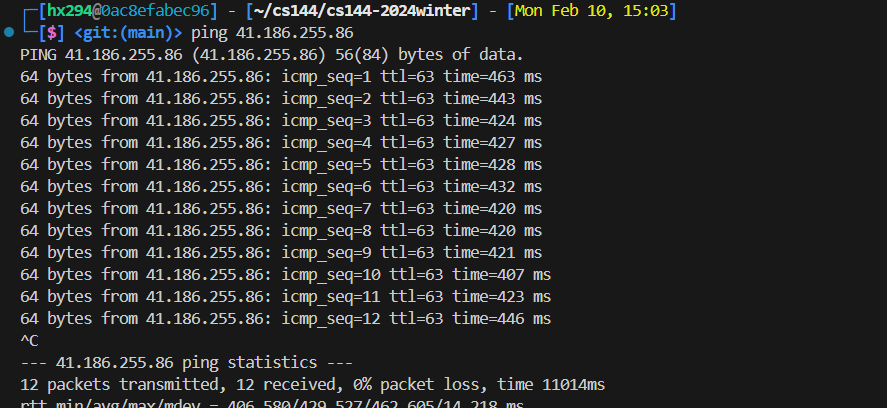 [hx294@0ac8efabec96] - [~/cs144/cs144-2024winter] - [Mon Feb 10, 15:03]
[$] <git:(main)> ping 41.186.255.86
PING 41.186.255.86 (41.186.255.86) 56(84) bytes of data.
64 bytes from 41.186.255.86: icmp_seq=1 ttl=63 time=463 ms
64 bytes from 41.186.255.86: icmp_seq=2 ttl=63 time=443 ms
64 bytes from 41.186.255.86: icmp_seq=3 ttl=63 time=424 ms
64 bytes from 41.186.255.86: icmp_seq=4 ttl=63 time=427 ms
64 bytes from 41.186.255.86: icmp_seq=5 ttl=63 time=428 ms
64 bytes from 41.186.255.86: icmp_seq=6 ttl=63 time=432 ms
64 bytes from 41.186.255.86: icmp_seq=7 ttl=63 time=420 ms
64 bytes from 41.186.255.86: icmp_seq=8 ttl=63 time=420 ms
64 bytes from 41.186.255.86: icmp_seq=9 ttl=63 time=421 ms
64 bytes from 41.186.255.86: icmp_seq=10 ttl=63 time=407 ms
64 bytes from 41.186.255.86: icmp_seq=11 ttl=63 time=423 ms
64 bytes from 41.186.255.86: icmp_seq=12 ttl=63 time=446 ms
^C
--- 41.186.255.86 ping statistics ---
12 packets transmitted, 12 received, 0% packet loss, time 11014ms
rtt min/avg/max/mdev = 406.580/429.527/462.605/14.218 ms